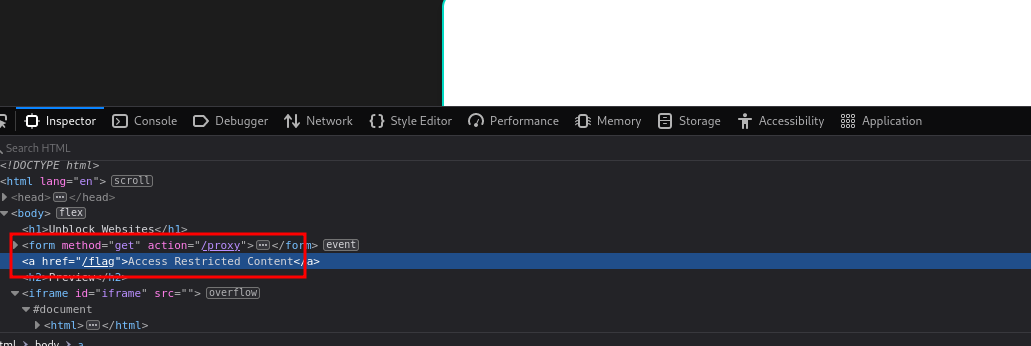 Inspector Console Debugger Network Style Editor Performance Memory Storage Accessibility Application
Search HTML
<!DOCTYPE html>
<html lang="en"> scroll
<head> ⋯ </head>
<body> flex
<h1>Unblock Websites</h1>
<form method="get" action="/proxy"> ⋯ </form> event
<a href="/flag">Access Restricted Content</a>
<h2>Preview</h2>
<iframe id="iframe" src=""> overflow
#document
<html> ⋯ </html>
tml > body > a